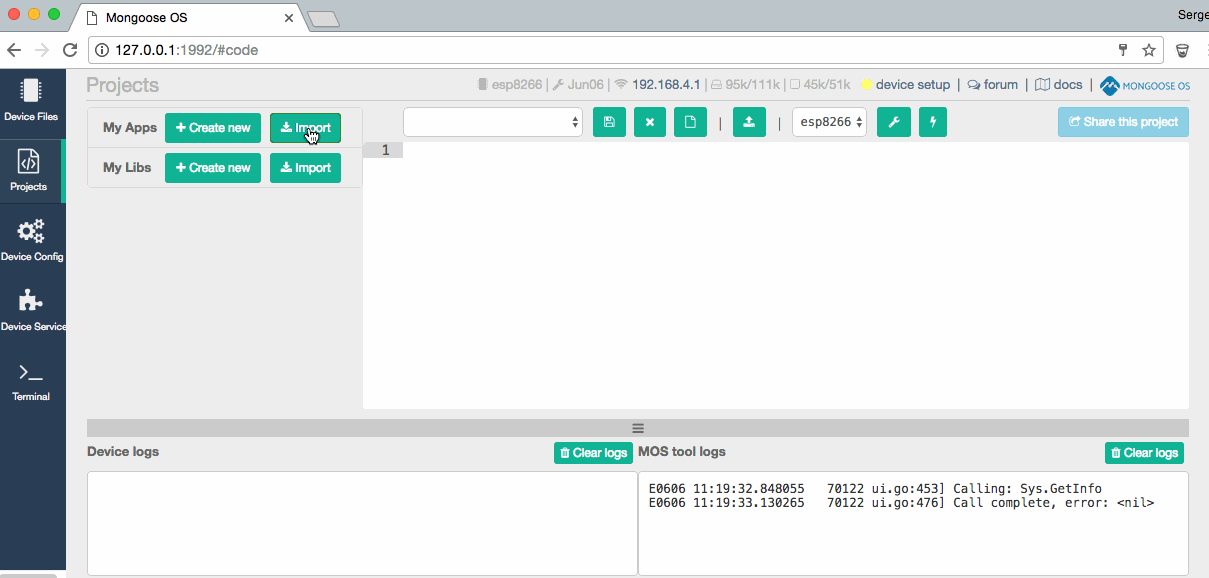 Mongoose OS
Serge
127.0.0.1:1992/#code
Projects
esp8266 | Jun06 | 192.168.4.1 | 95k/111k | 45k/51k device setup | forum | docs | MONGOOSE OS
Device Files
Projects
Device Config
Device Service
Terminal
My Apps + Create new Import
My Libs + Create new Import
| | esp8266 Share this project
1
Device logs Clear logs
MOS tool logs Clear logs
E0606 11:19:32.848055 70122 ui.go:453] Calling: Sys.GetInfo
E0606 11:19:33.130265 70122 ui.go:476] Call complete, error: <nil>